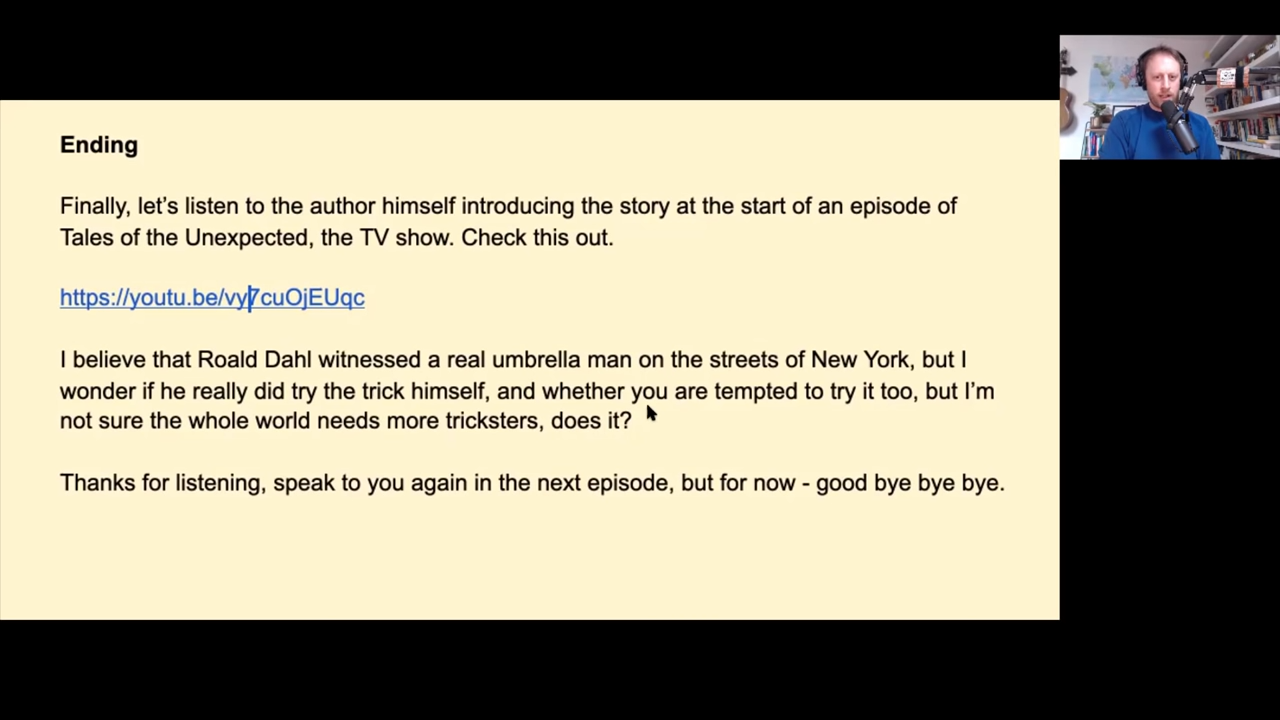 Ending
Finally, let’s listen to the author himself introducing the story at the start of an episode of
Tales of the Unexpected, the TV show. Check this out.
https://youtu.be/vy7cuOjEUqc
I believe that Roald Dahl witnessed a real umbrella man on the streets of New York, but I
wonder if he really did try the trick himself, and whether you are tempted to try it too, but I’m
not sure the whole world needs more tricksters, does it?
Thanks for listening, speak to you again in the next episode, but for now - good bye bye bye.